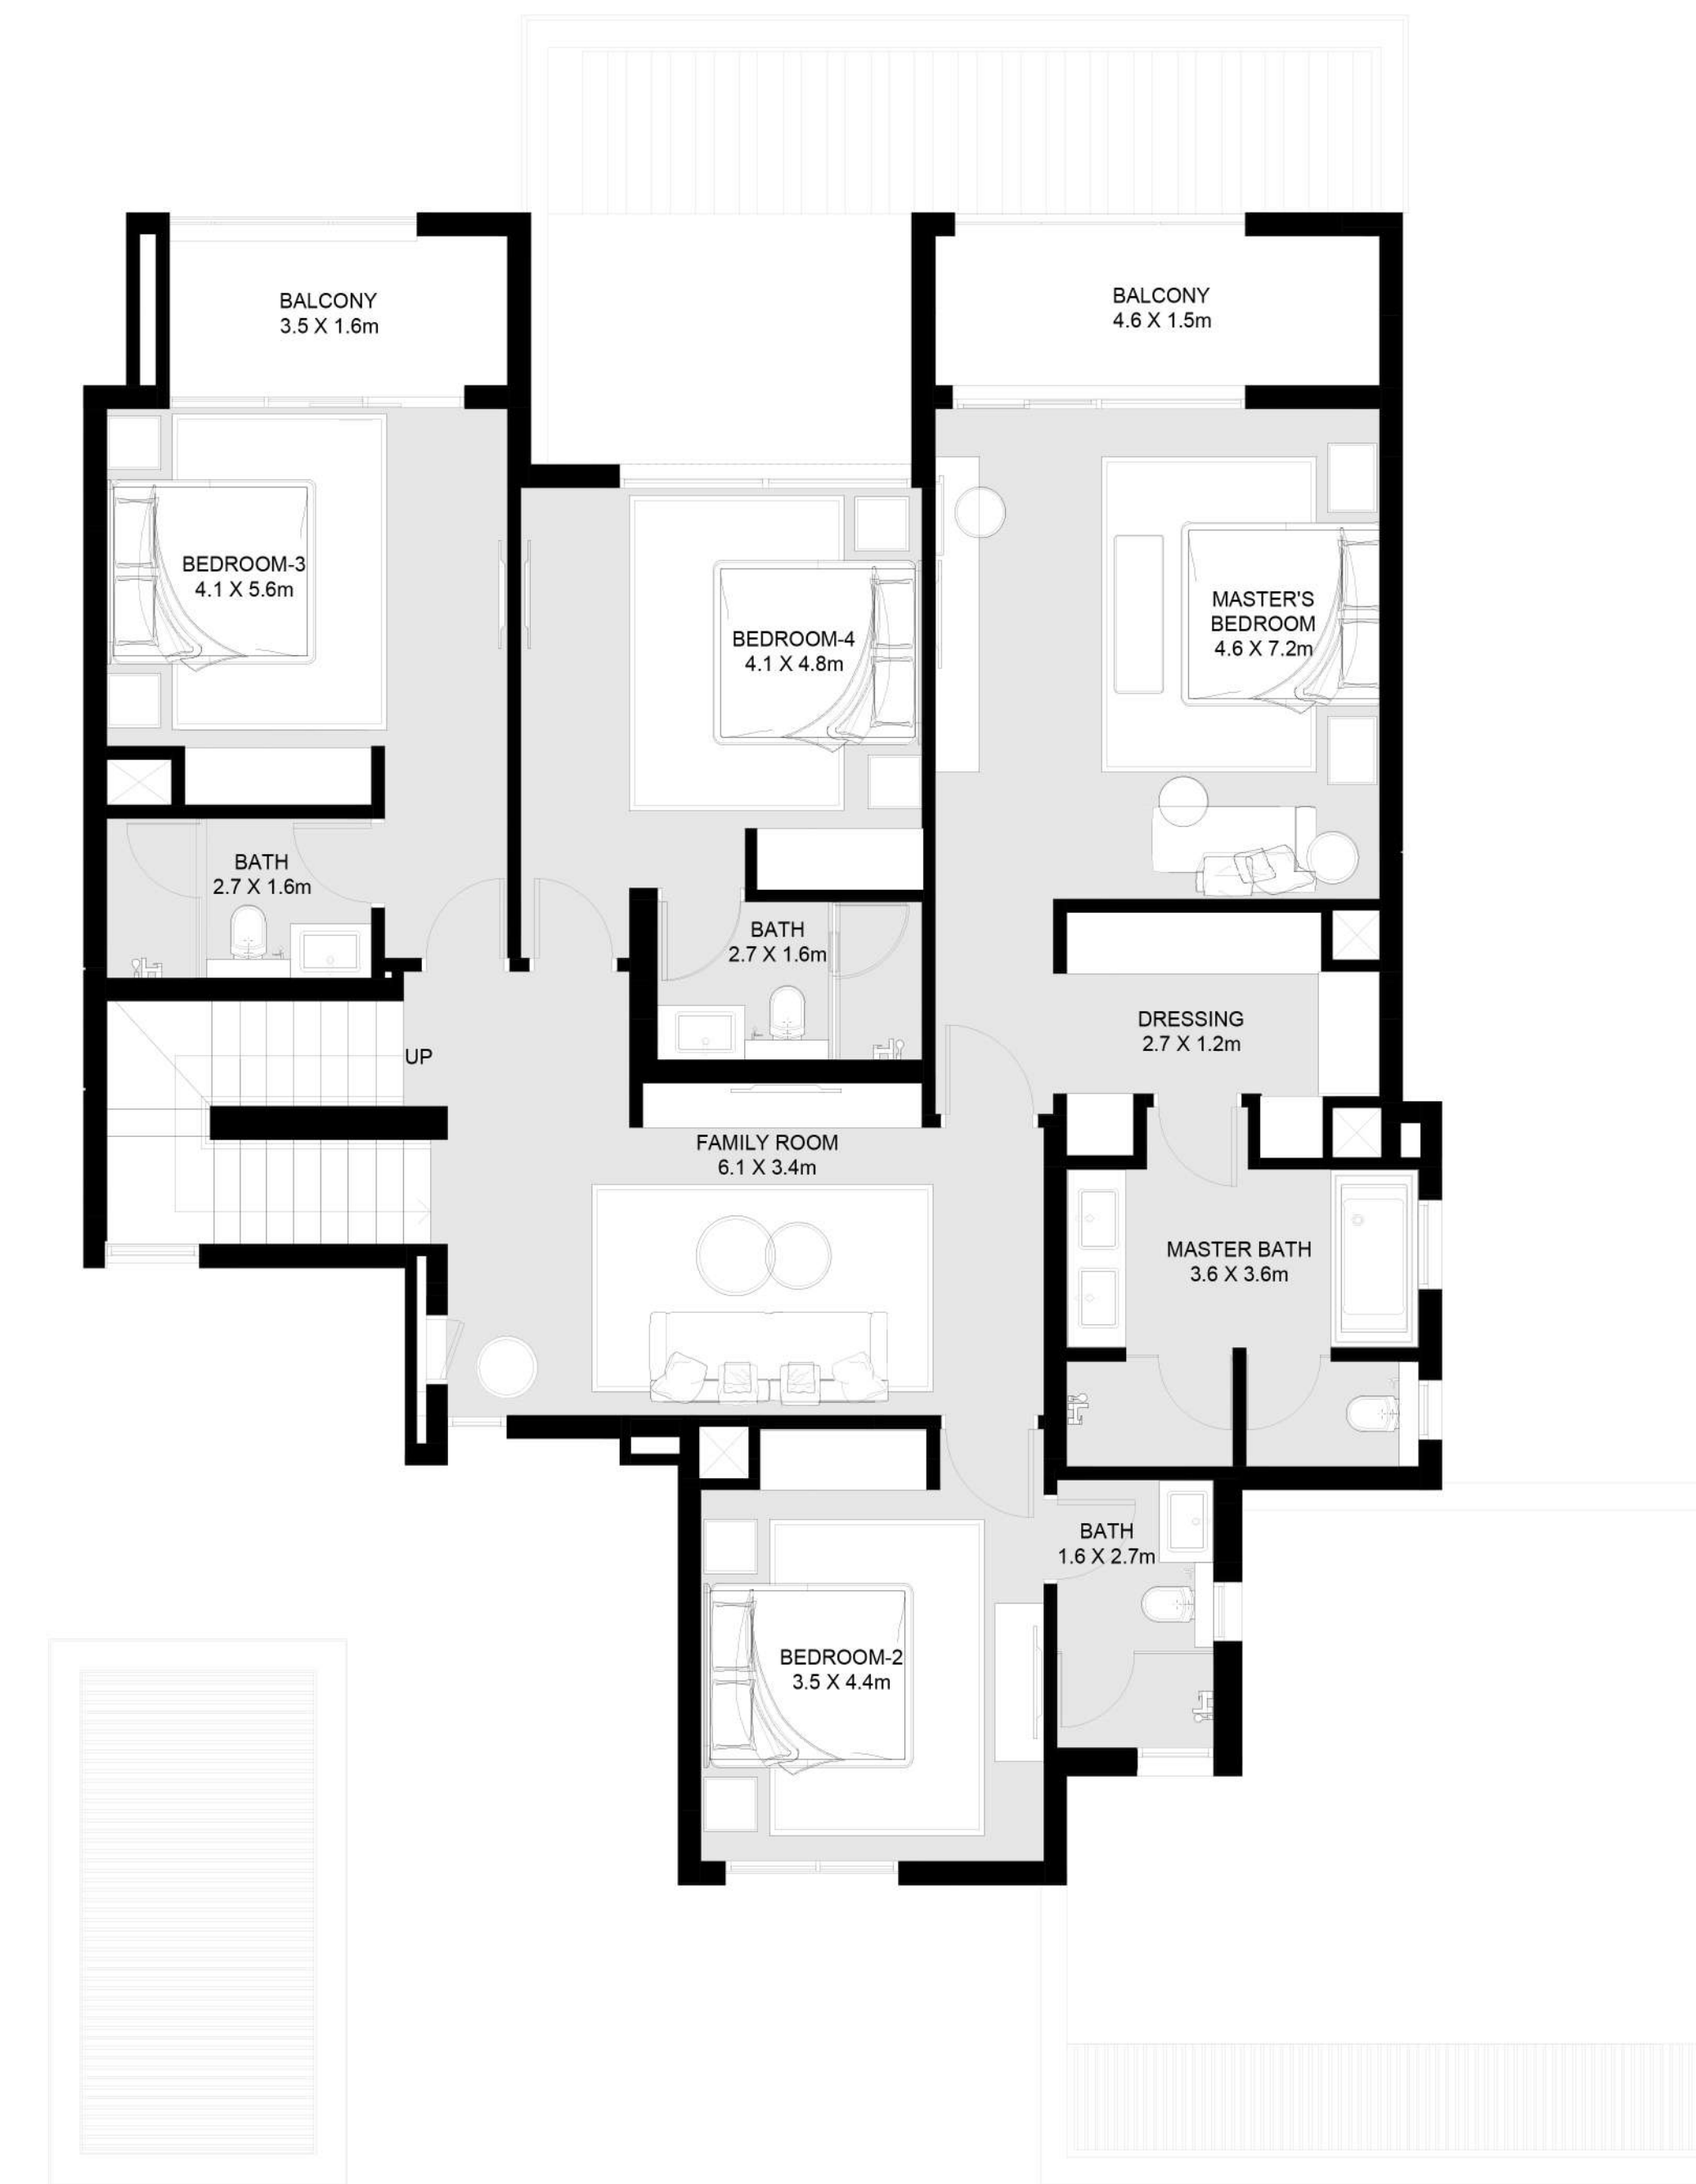 BALCONY
3.5 X 1.6m
BALCONY
4.6 X 1.5m
BEDROOM-3
4.1 X 5.6m
BEDROOM-4
4.1 X 4.8m
MASTER'S
BEDROOM
4.6 X 7.2m
BATH
2.7 X 1.6m
BATH
2.7 X 1.6m
DRESSING
2.7 X 1.2m
UP
FAMILY ROOM
6.1 X 3.4m
MASTER BATH
3.6 X 3.6m
BATH
1.6 X 2.7m
BEDROOM-2
3.5 X 4.4m